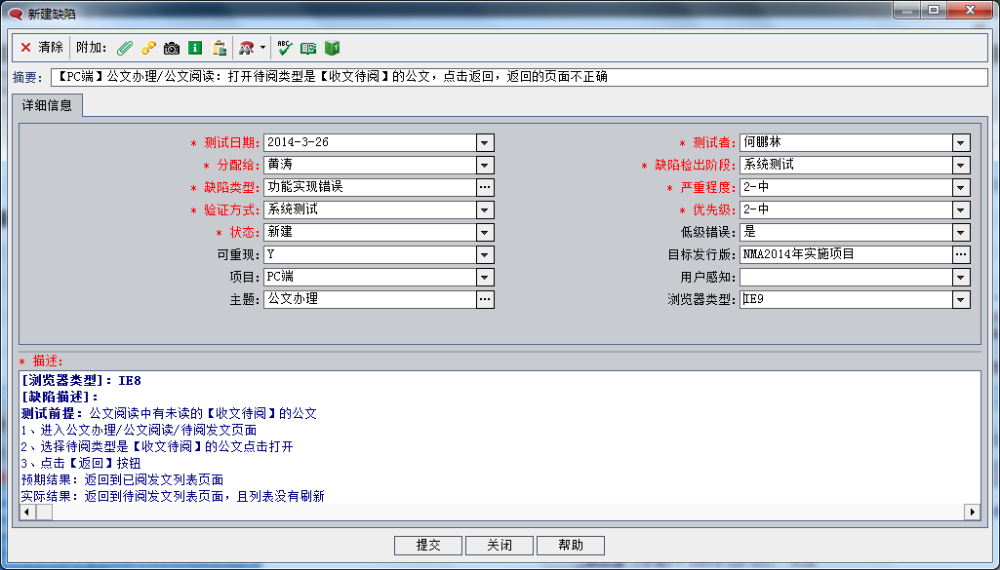 新建缺陷
清除 附加:
摘要: 【PC端】公文办理/公文阅读: 打开待阅类型是【收文待阅】的公文, 点击返回, 返回的页面不正确
详细信息
* 测试日期: 2014-3-26 * 测试者: 何鹏林
* 分配给: 黄涛 * 缺陷检出阶段: 系统测试
* 缺陷类型: 功能实现错误 ... * 严重程度: 2-中
* 验证方式: 系统测试 * 优先级: 2-中
* 状态: 新建 低级错误: 是
可重现: Y 目标发行版: NMA2014年实施项目 ...
项目: PC端 用户感知:
主题: 公文办理 ... 浏览器类型: IE9
* 描述:
[浏览器类型]: IE8
[缺陷描述]:
测试前提: 公文阅读中有未读的【收文待阅】的公文
1、进入公文办理/公文阅读/待阅发文页面
2、选择待阅类型是【收文待阅】的公文点击打开
3、点击【返回】按钮
预期结果: 返回到已阅发文列表页面
实际结果: 返回到待阅发文列表页面, 且列表没有刷新
提交 关闭 帮助